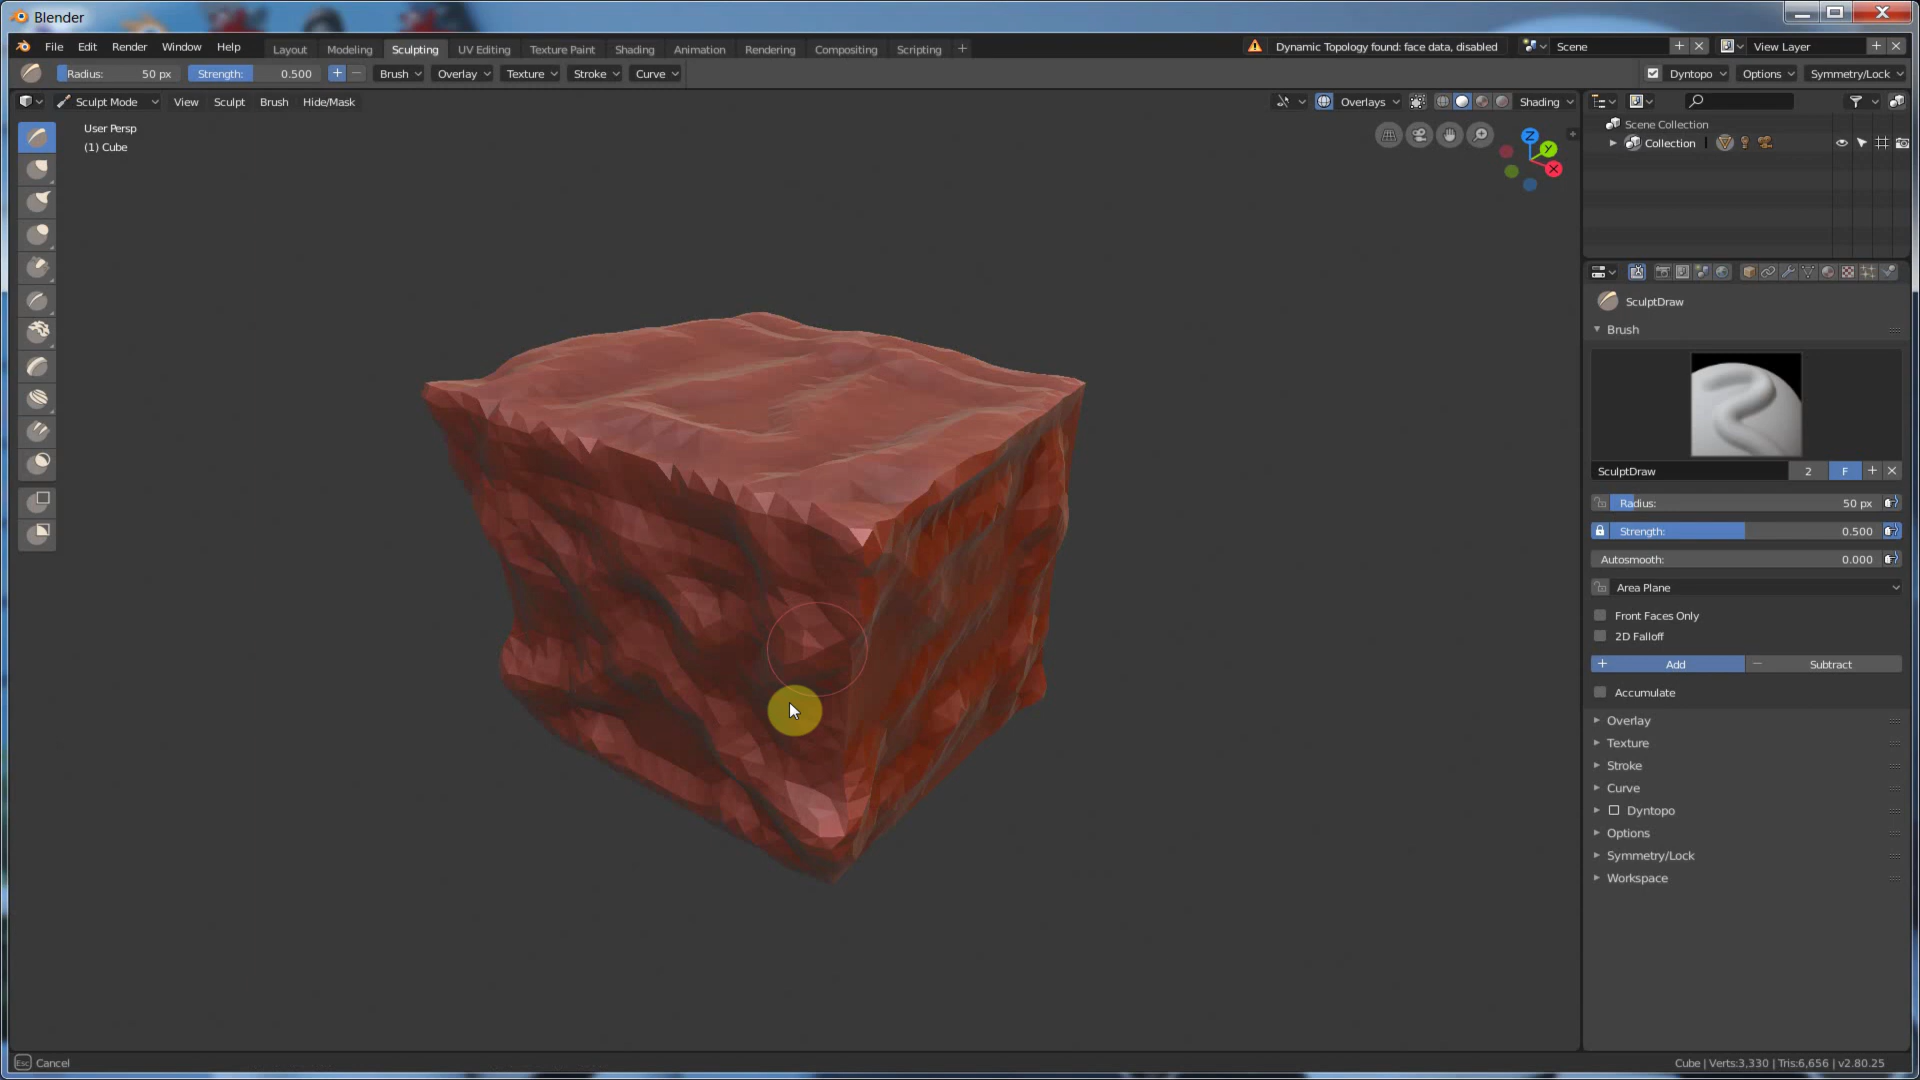 Blender
File Edit Render Window Help Layout Modeling Sculpting UV Editing Texture Paint Shading Animation Rendering Compositing Scripting + Dynamic Topology found: face data, disabled Scene View Layer
Radius: 50 px Strength: 0.500 Brush Overlay Texture Stroke Curve Dyntopo Options Symmetry/Lock
Sculpt Mode View Sculpt Brush Hide/Mask Overlays Shading
User Persp
(1) Cube
Z
Y
X
Scene Collection
Collection
SculptDraw
Brush
SculptDraw 2 F
Radius: 50 px
Strength: 0.500
Autosmooth: 0.000
Area Plane
Front Faces Only
2D Falloff
Add Subtract
Accumulate
Overlay
Texture
Stroke
Curve
Dyntopo
Options
Symmetry/Lock
Workspace
Esc Cancel
Cube | Verts:3,330 | Tris:6,656 | v2.80.25